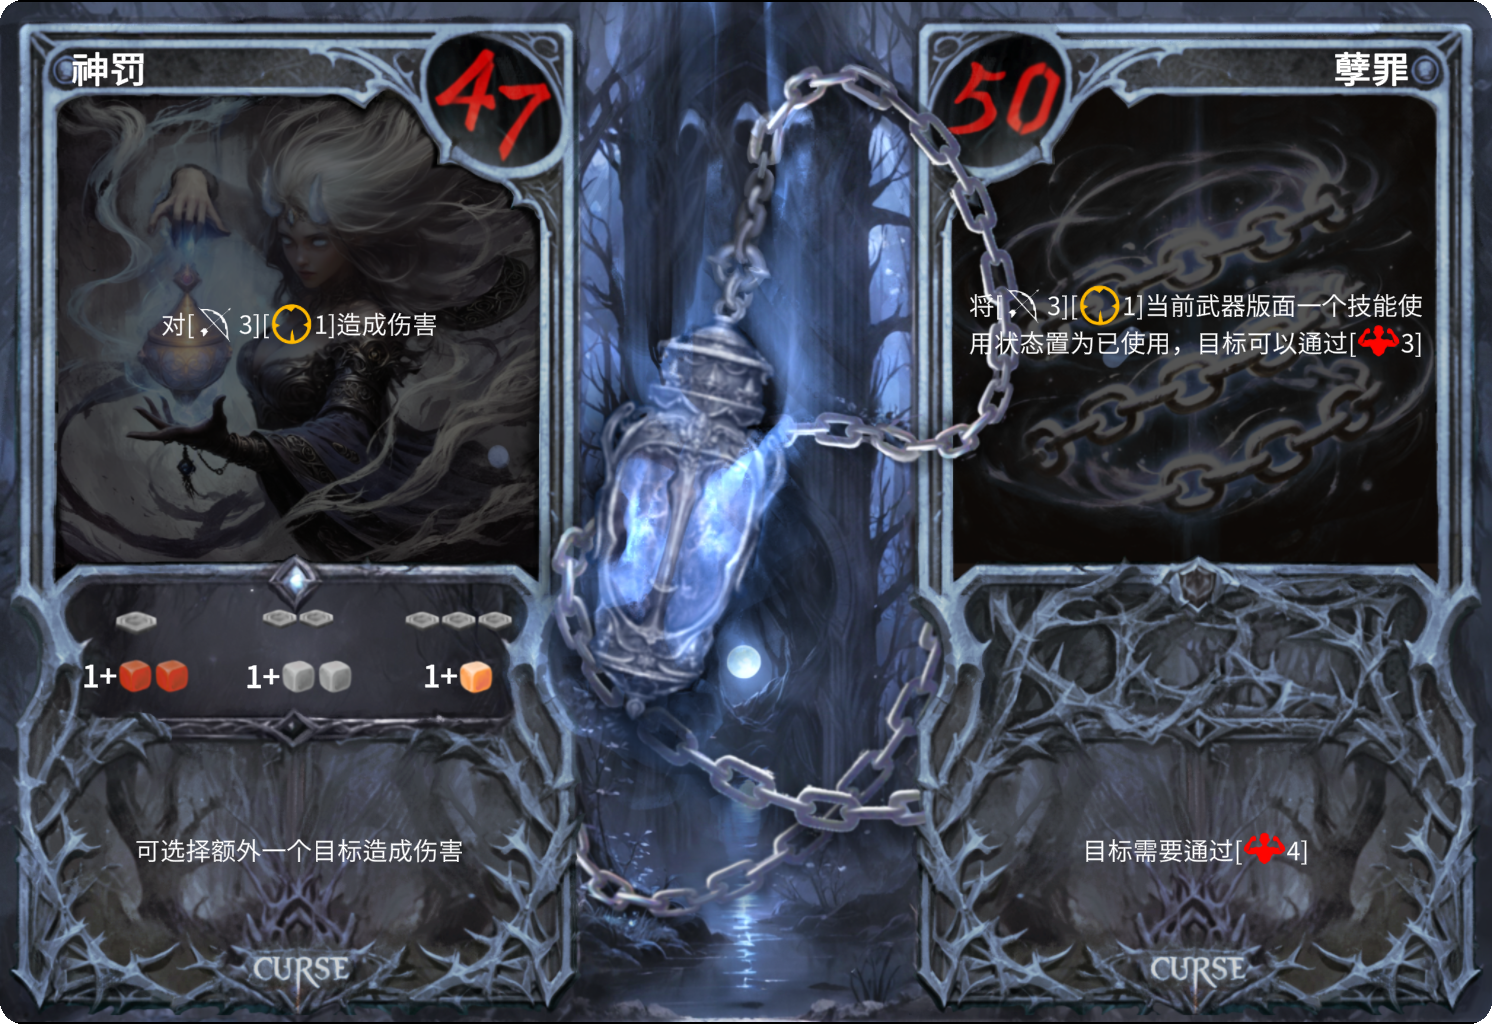 神罚
47
对[3][1]造成伤害
1+
1+
1+
可选择额外一个目标造成伤害
CURSE
50
孽罪
将[3][1]当前武器版面一个技能使
用状态置为已使用，目标可以通过[3]
目标需要通过[4]
CURSE